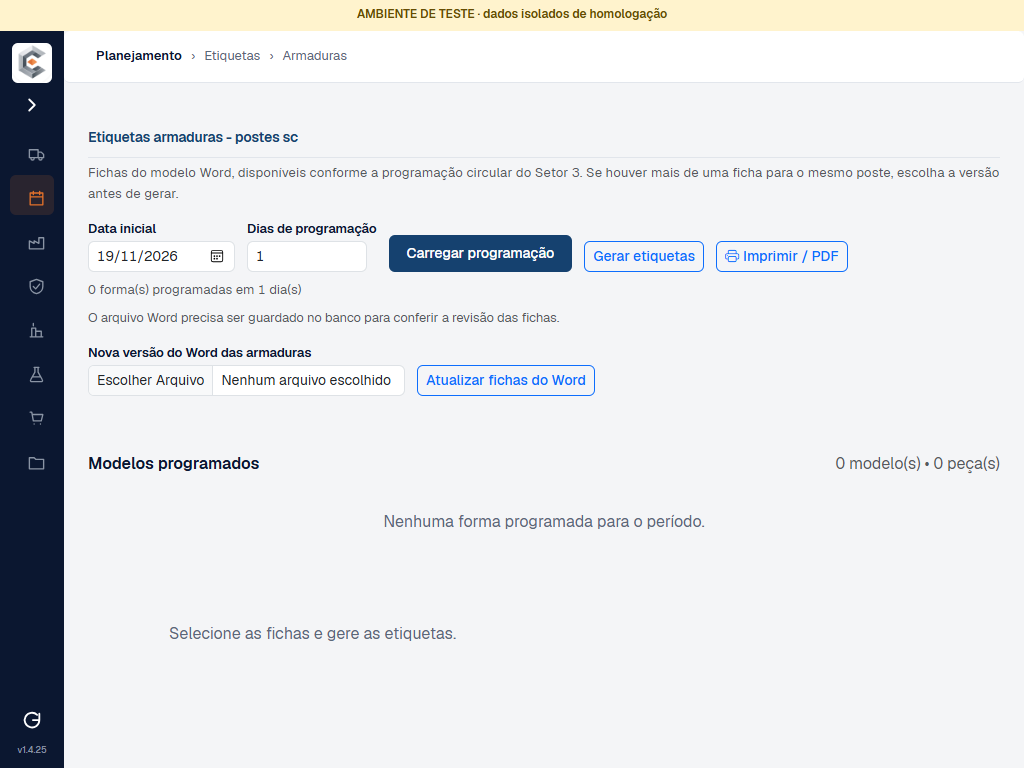 AMBIENTE DE TESTE · dados isolados de homologação
Planejamento › Etiquetas › Armaduras
Etiquetas armaduras - postes sc
Fichas do modelo Word, disponíveis conforme a programação circular do Setor 3. Se houver mais de uma ficha para o mesmo poste, escolha a versão
antes de gerar.
Data inicial
Dias de programação
19/11/2026
1
Carregar programação
Gerar etiquetas
Imprimir / PDF
0 forma(s) programadas em 1 dia(s)
O arquivo Word precisa ser guardado no banco para conferir a revisão das fichas.
Nova versão do Word das armaduras
Escolher Arquivo
Nenhum arquivo escolhido
Atualizar fichas do Word
Modelos programados
0 modelo(s) • 0 peça(s)
Nenhuma forma programada para o período.
Selecione as fichas e gere as etiquetas.
v1.4.25